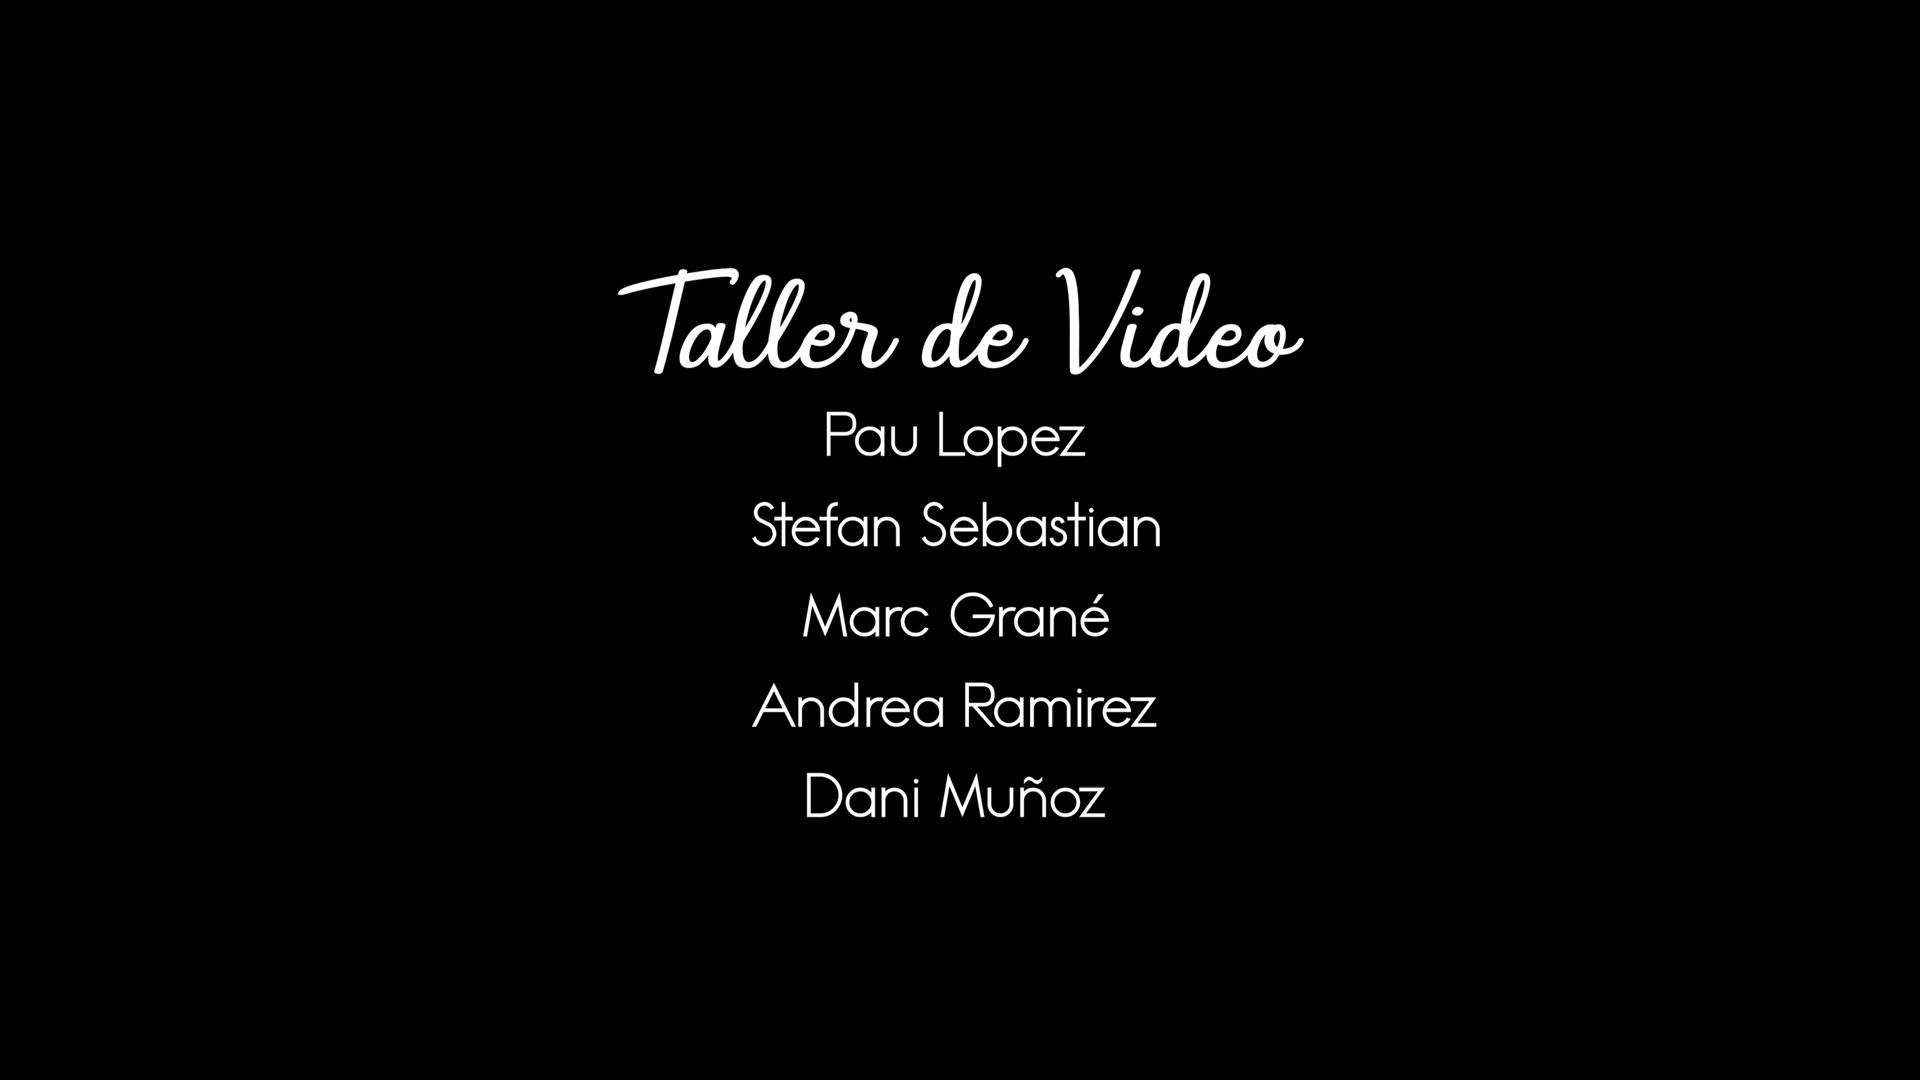 Taller de Video
Pau Lopez
Stefan Sebastian
Marc Grané
Andrea Ramirez
Dani Muñoz